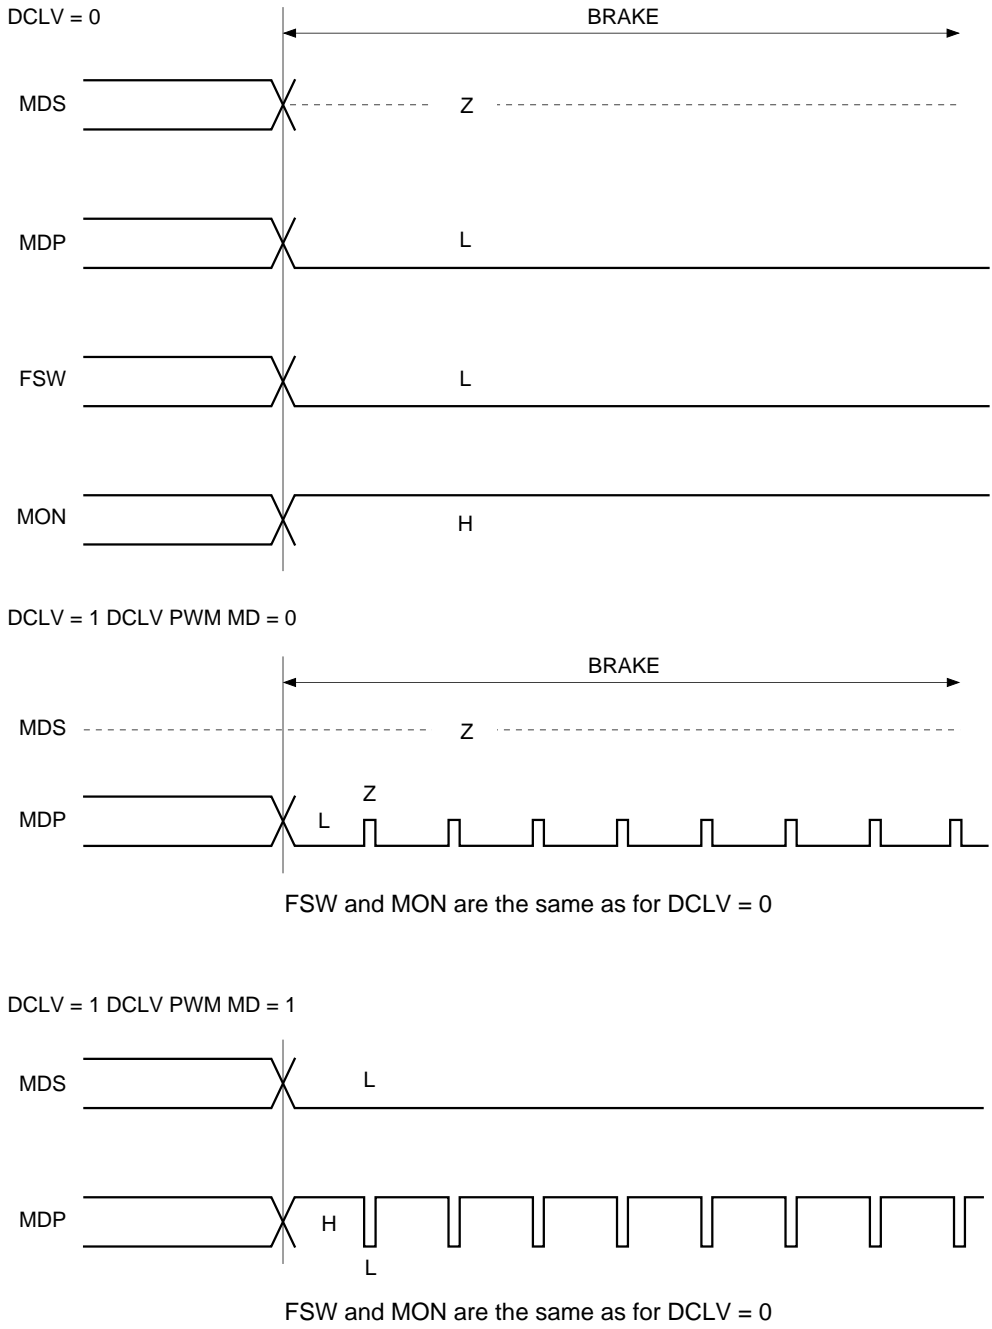 DCLV = 0
BRAKE
MDS
Z
MDP
L
FSW
L
MON
H
DCLV = 1 DCLV PWM MD = 0
BRAKE
MDS
Z
Z
MDP
L
FSW and MON are the same as for DCLV = 0
DCLV = 1 DCLV PWM MD = 1
MDS
L
MDP
H
L
FSW and MON are the same as for DCLV = 0